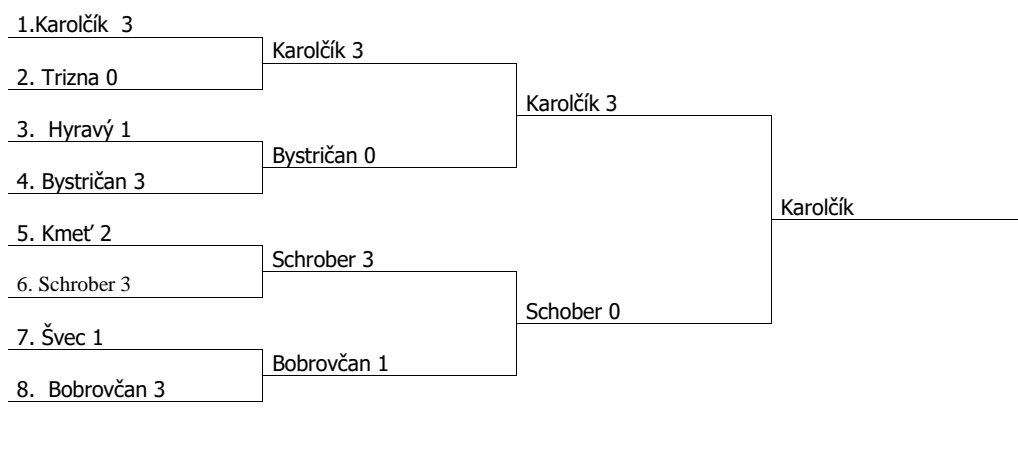 1.Karolčík 3
Karolčík 3
2. Trizna 0
Karolčík 3
3. Hyravý 1
Bystričan 0
4. Bystričan 3
Karolčík
5. Kmeť 2
Schrober 3
6. Schrober 3
Schober 0
7. Švec 1
Bobrovčan 1
8. Bobrovčan 3